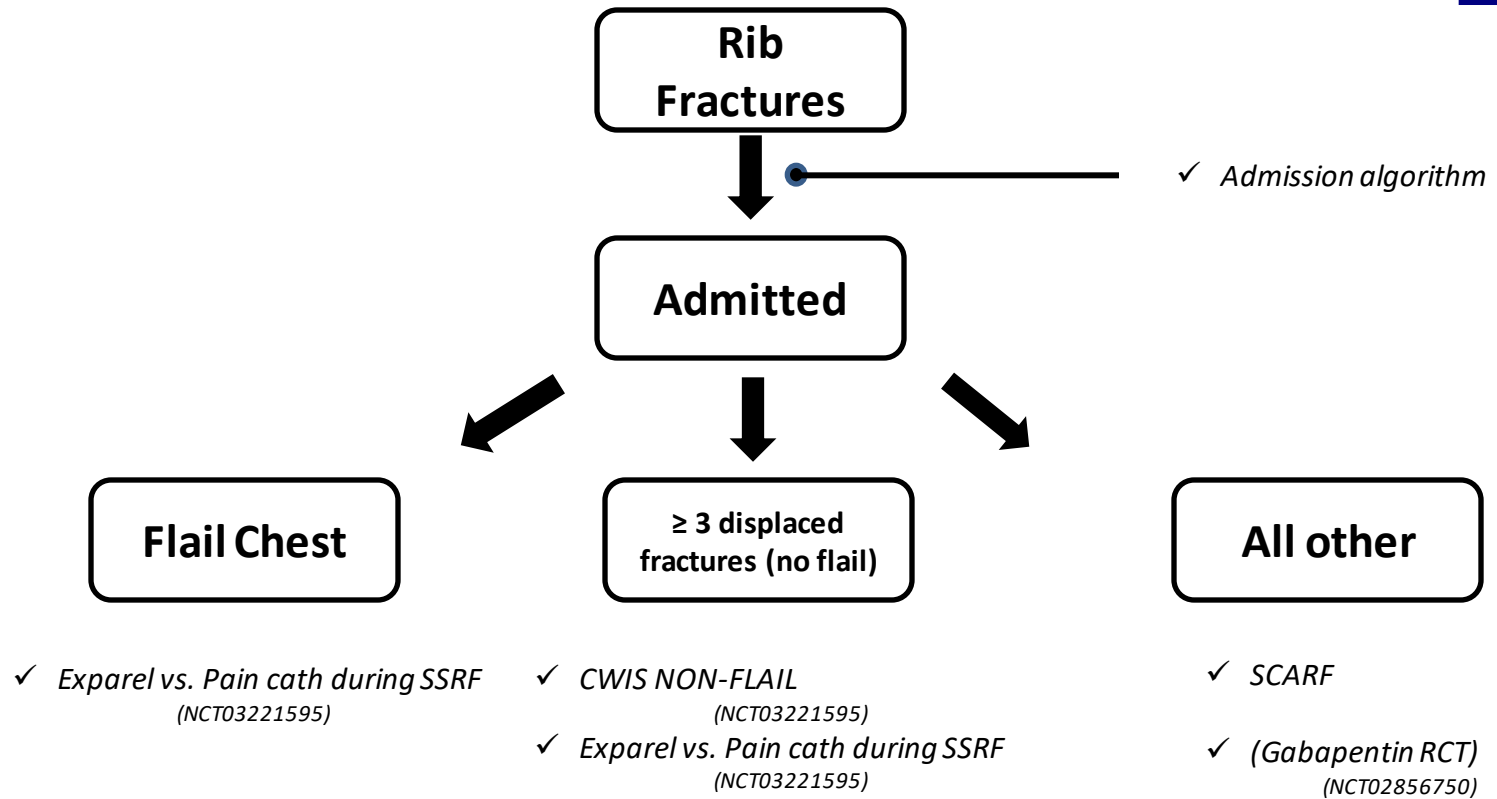 Rib
Fractures
✓ Admission algorithm
Admitted
Flail Chest
≥ 3 displaced
fractures (no flail)
All other
✓ Exparel vs. Pain cath during SSRF
(NCT03221595)
✓ CWIS NON-FLAIL
(NCT03221595)
✓ Exparel vs. Pain cath during SSRF
(NCT03221595)
✓ SCARF
✓ (Gabapentin RCT)
(NCT02856750)